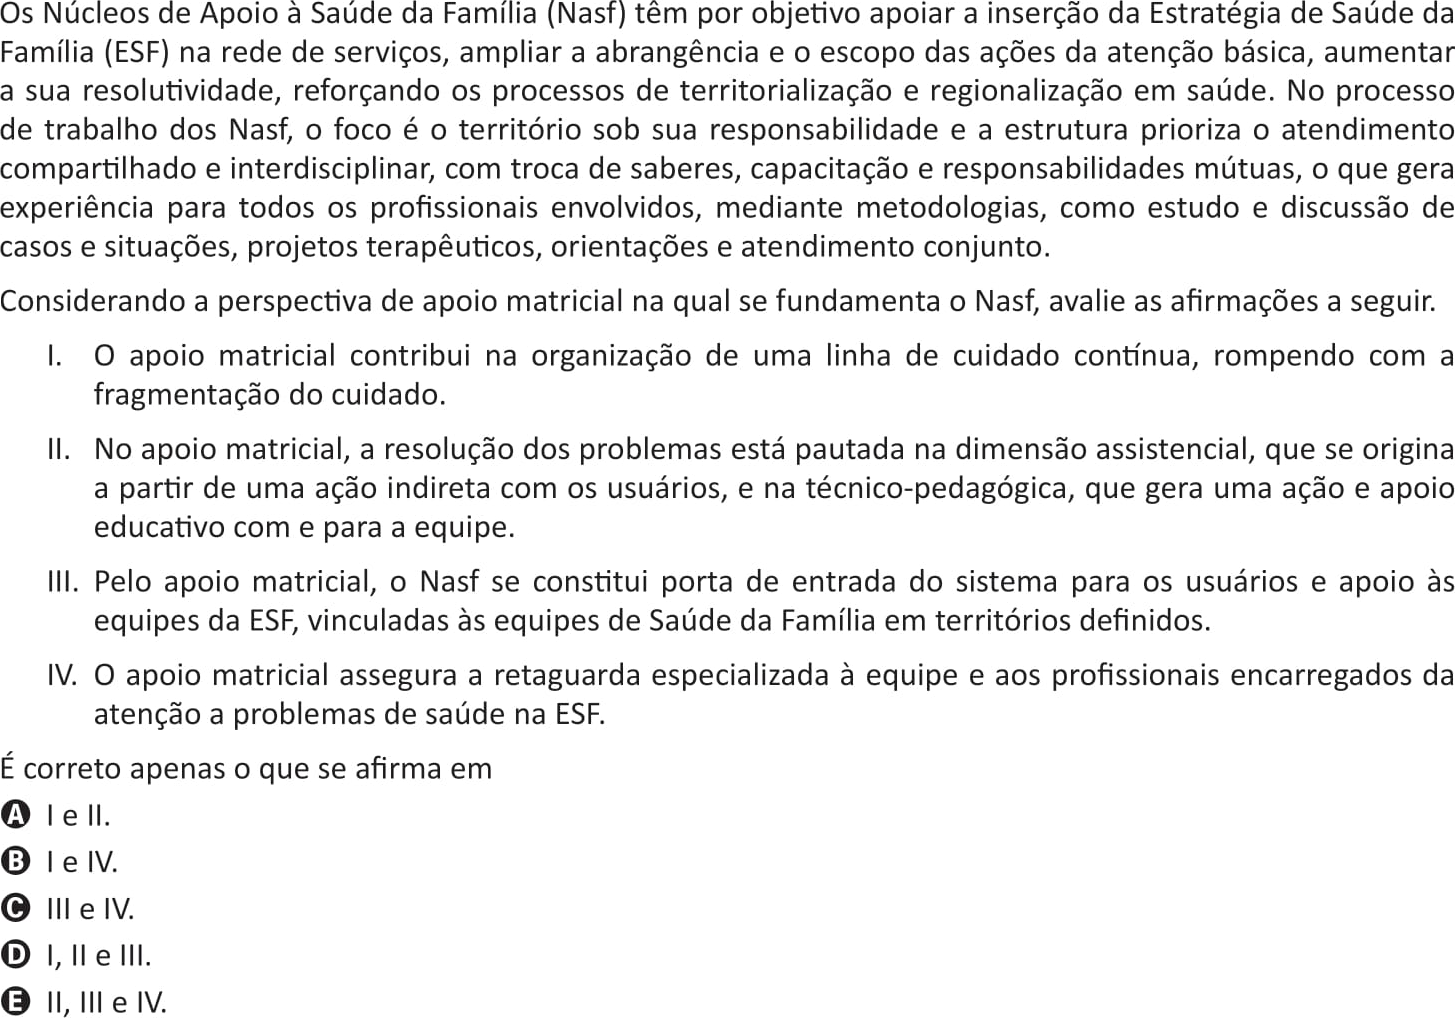 Os Núcleos de Apoio à Saúde da Família (Nasf) têm por objetivo apoiar a inserção da Estratégia de Saúde da
Família (ESF) na rede de serviços, ampliar a abrangência e o escopo das ações da atenção básica, aumentar
a sua resolutividade, reforçando os processos de territorialização e regionalização em saúde. No processo
de trabalho dos Nasf, o foco é o território sob sua responsabilidade e a estrutura prioriza o atendimento
compartilhado e interdisciplinar, com troca de saberes, capacitação e responsabilidades mútuas, o que gera
experiência para todos os profissionais envolvidos, mediante metodologias, como estudo e discussão de
casos e situações, projetos terapêuticos, orientações e atendimento conjunto.
Considerando a perspectiva de apoio matricial na qual se fundamenta o Nasf, avalie as afirmações a seguir.
I. O apoio matricial contribui na organização de uma linha de cuidado contínua, rompendo com a
fragmentação do cuidado.
II. No apoio matricial, a resolução dos problemas está pautada na dimensão assistencial, que se origina
a partir de uma ação indireta com os usuários, e na técnico-pedagógica, que gera uma ação e apoio
educativo com e para a equipe.
III. Pelo apoio matricial, o Nasf se constitui porta de entrada do sistema para os usuários e apoio às
equipes da ESF, vinculadas às equipes de Saúde da Família em territórios definidos.
IV. O apoio matricial assegura a retaguarda especializada à equipe e aos profissionais encarregados da
atenção a problemas de saúde na ESF.
É correto apenas o que se afirma em
A I e II.
B I e IV.
C III e IV.
D I, II e III.
E II, III e IV.